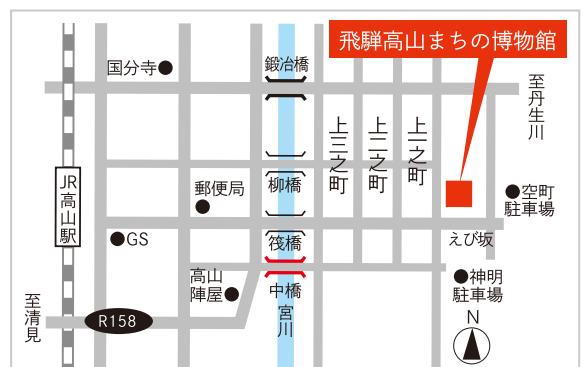 飛騨高山まちの博物館
鍛冶橋
国分寺
至丹生川
上三之町
上二之町
上一之町
JR高山駅
郵便局
柳橋
空町
駐車場
GS
筏橋
えび坂
高山
陣屋
中橋
神明
駐車場
宮川
至清見
R158
N